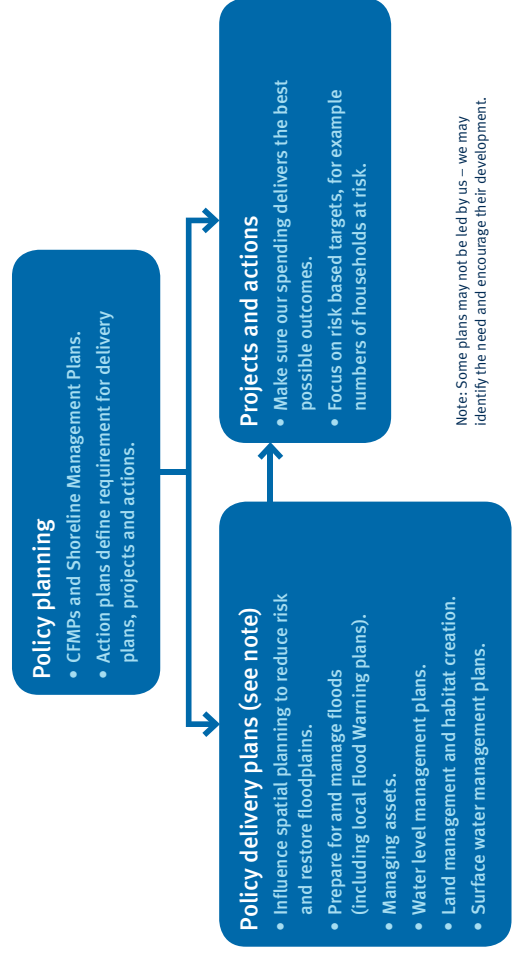 Policy planning
• CFMPs and Shoreline Management Plans.
• Action plans define requirement for delivery
plans, projects and actions.
Policy delivery plans (see note)
• Influence spatial planning to reduce risk
and restore floodplains.
• Prepare for and manage floods
(including local Flood Warning plans).
• Managing assets.
• Water level management plans.
• Land management and habitat creation.
• Surface water management plans.
Projects and actions
• Make sure our spending delivers the best
possible outcomes.
• Focus on risk based targets, for example
numbers of households at risk.
Note: Some plans may not be led by us – we may
identify the need and encourage their development.